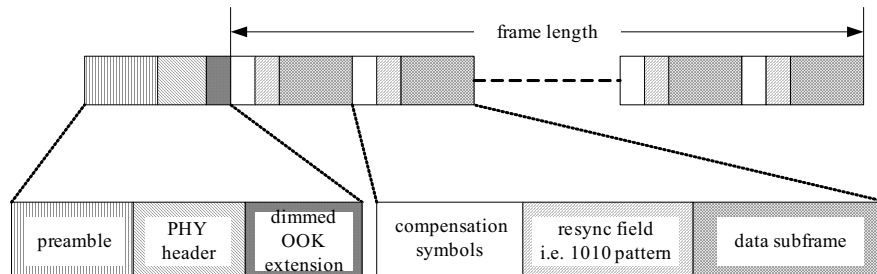 frame length
preamble
PHY
header
dimmed
OOK
extension
compensation
symbols
resync field
i.e. 1010 pattern
data subframe